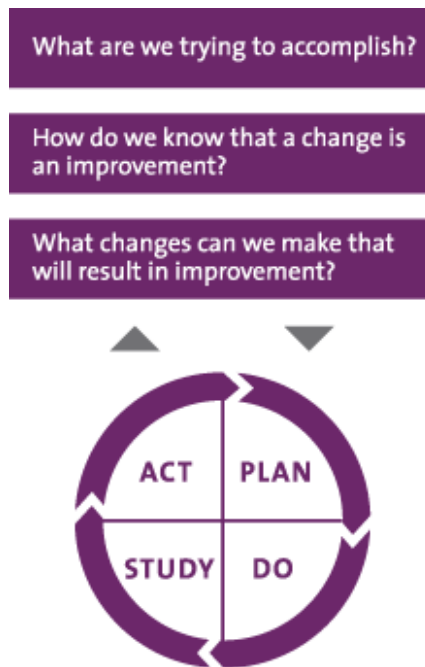 What are we trying to accomplish?
How do we know that a change is
an improvement?
What changes can we make that
will result in improvement?
ACT PLAN
STUDY DO